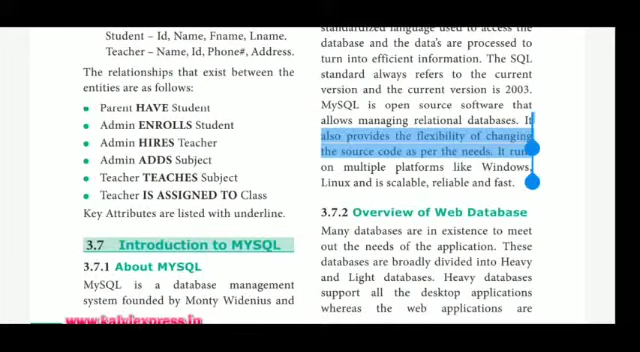 Student – Id, Name, Fname, Lname.
Teacher – Name, Id, Phone#, Address.
The relationships that exist between the
entities are as follows:
Parent HAVE Student
Admin ENROLLS Student
Admin HIRES Teacher
Admin ADDS Subject
Teacher TEACHES Subject
Teacher IS ASSIGNED TO Class
Key Attributes are listed with underline.
3.7 Introduction to MYSQL
3.7.1 About MYSQL
MySQL is a database management
system founded by Monty Widenius and
www.kalviexpress.in
standardized language used to access the
database and the data's are processed to
turn into efficient information. The SQL
standard always refers to the current
version and the current version is 2003.
MySQL is open source software that
allows managing relational databases. It
also provides the flexibility of changing
the source code as per the needs. It runs
on multiple platforms like Windows,
Linux and is scalable, reliable and fast.
3.7.2 Overview of Web Database
Many databases are in existence to meet
out the needs of the application. These
databases are broadly divided into Heavy
and Light databases. Heavy databases
support all the desktop applications
whereas the web applications are